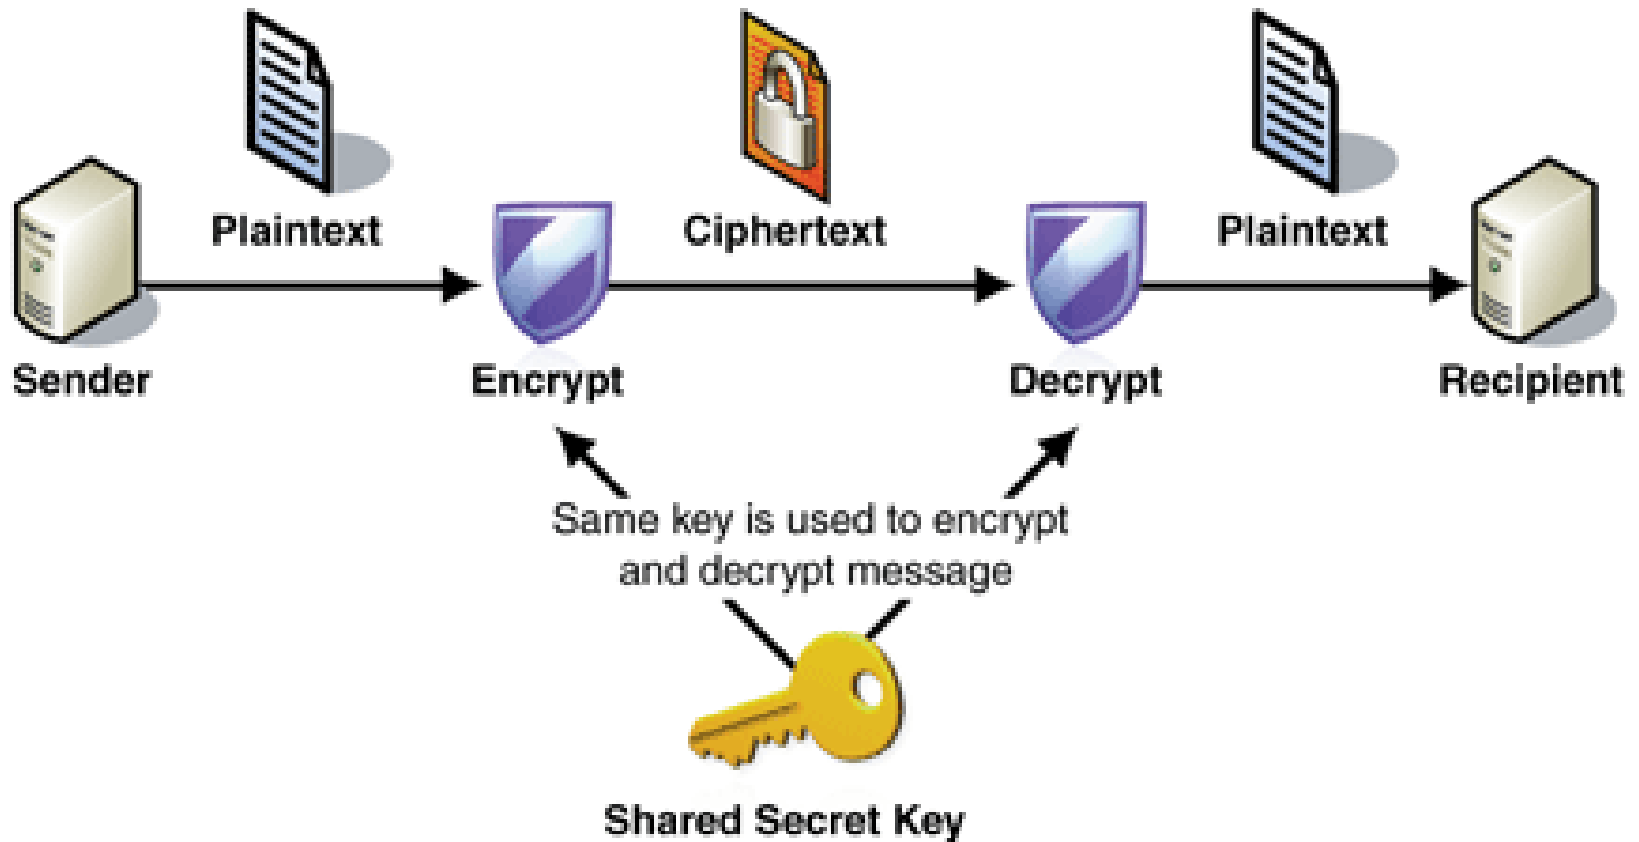 Plaintext
Ciphertext
Plaintext
Sender
Encrypt
Decrypt
Recipient
Same key is used to encrypt
and decrypt message
Shared Secret Key